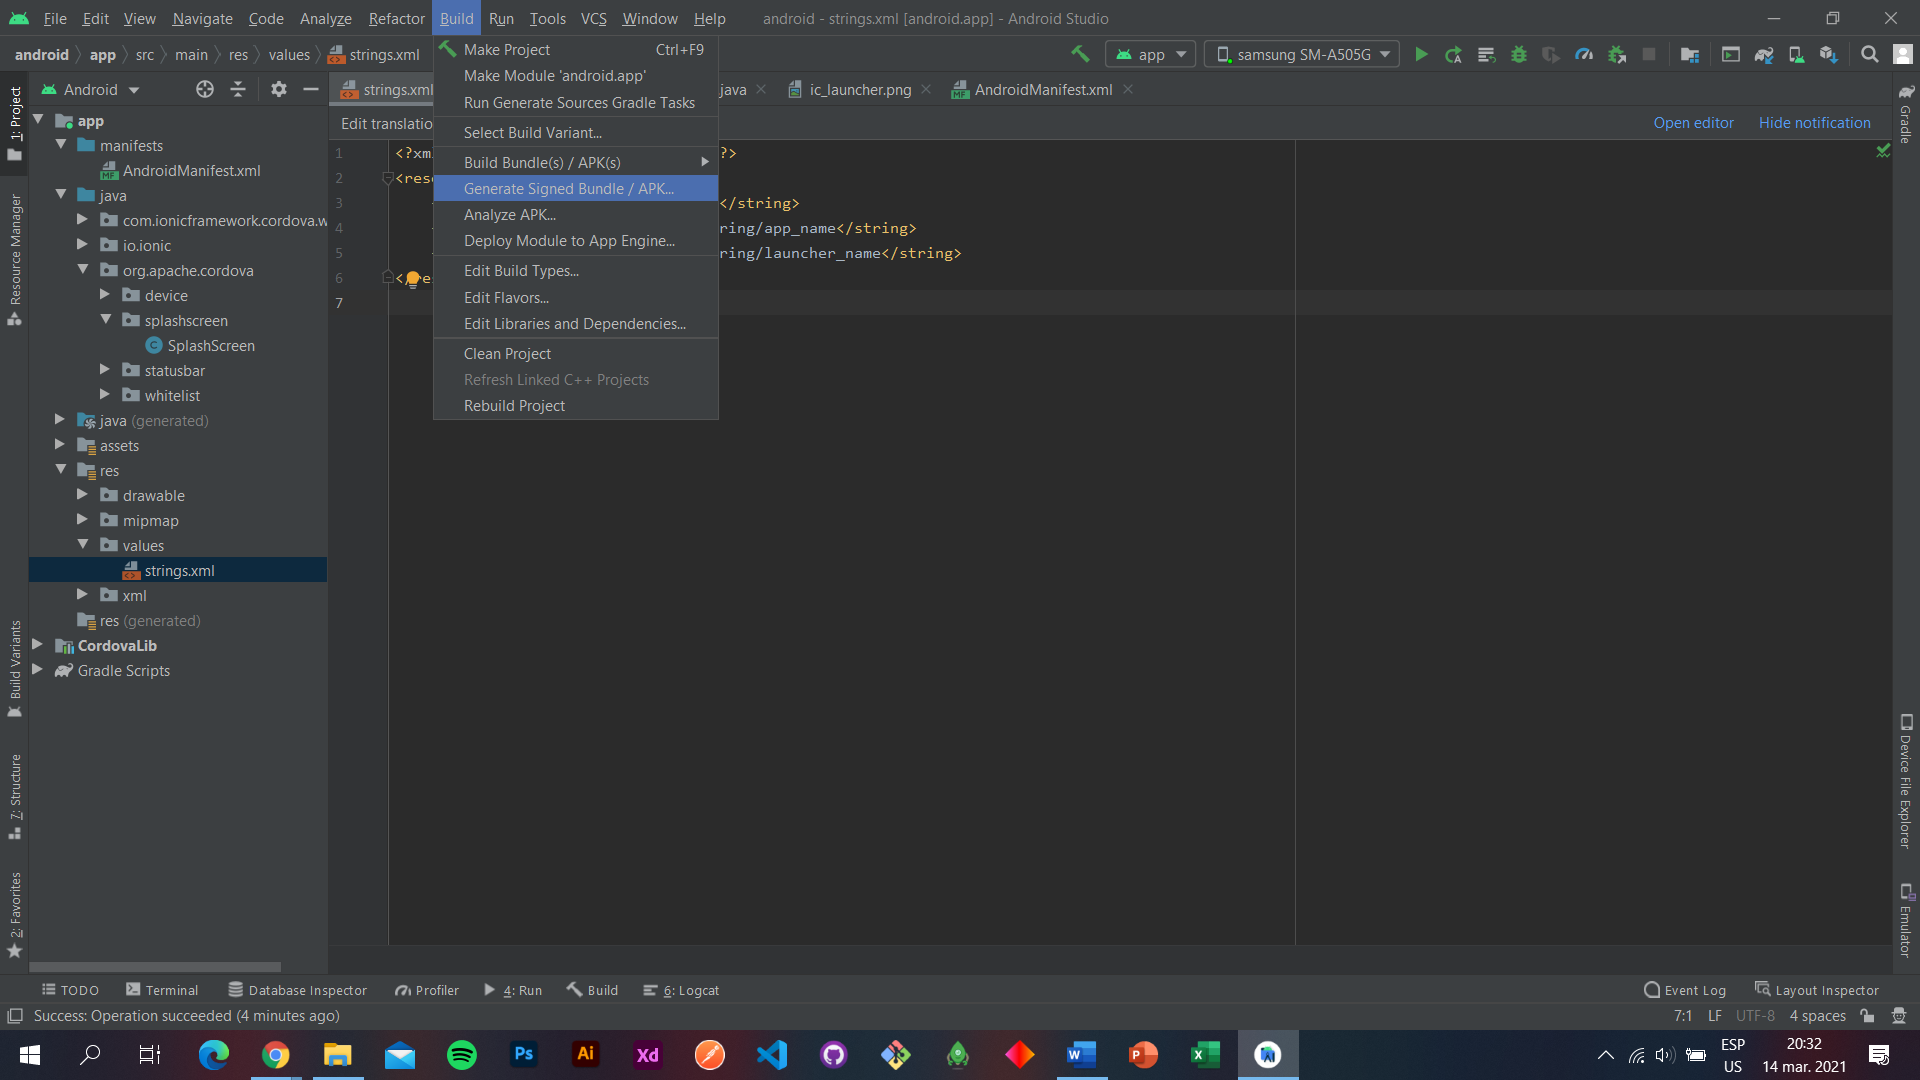 File Edit View Navigate Code Analyze Refactor Build Run Tools VCS Window Help android - strings.xml [android.app] - Android Studio
android app src main res values strings.xml
app samsung SM-A505G
Android
strings.xml
java
ic_launcher.png
AndroidManifest.xml
Make Project Ctrl+F9
Make Module 'android.app'
Run Generate Sources Gradle Tasks
Select Build Variant...
Build Bundle(s) / APK(s)
Generate Signed Bundle / APK...
Analyze APK...
Deploy Module to App Engine...
Edit Build Types...
Edit Flavors...
Edit Libraries and Dependencies...
Clean Project
Refresh Linked C++ Projects
Rebuild Project
Open editor Hide notification
1 <?xm ?>
2 <res
3 </string>
4 ring/app_name</string>
5 ring/launcher_name</string>
6 </
7
app
manifests
AndroidManifest.xml
java
com.ionicframework.cordova.w
io.ionic
org.apache.cordova
device
splashscreen
SplashScreen
statusbar
whitelist
java (generated)
assets
res
drawable
mipmap
values
strings.xml
xml
res (generated)
CordovaLib
Gradle Scripts
1: Project
Resource Manager
Build Variants
7: Structure
2: Favorites
Gradle
Device File Explorer
Emulator
TODO Terminal Database Inspector Profiler 4: Run Build 6: Logcat Event Log Layout Inspector
Success: Operation succeeded (4 minutes ago) 7:1 LF UTF-8 4 spaces
Ps Ai Xd
ESP
US
20:32
14 mar. 2021